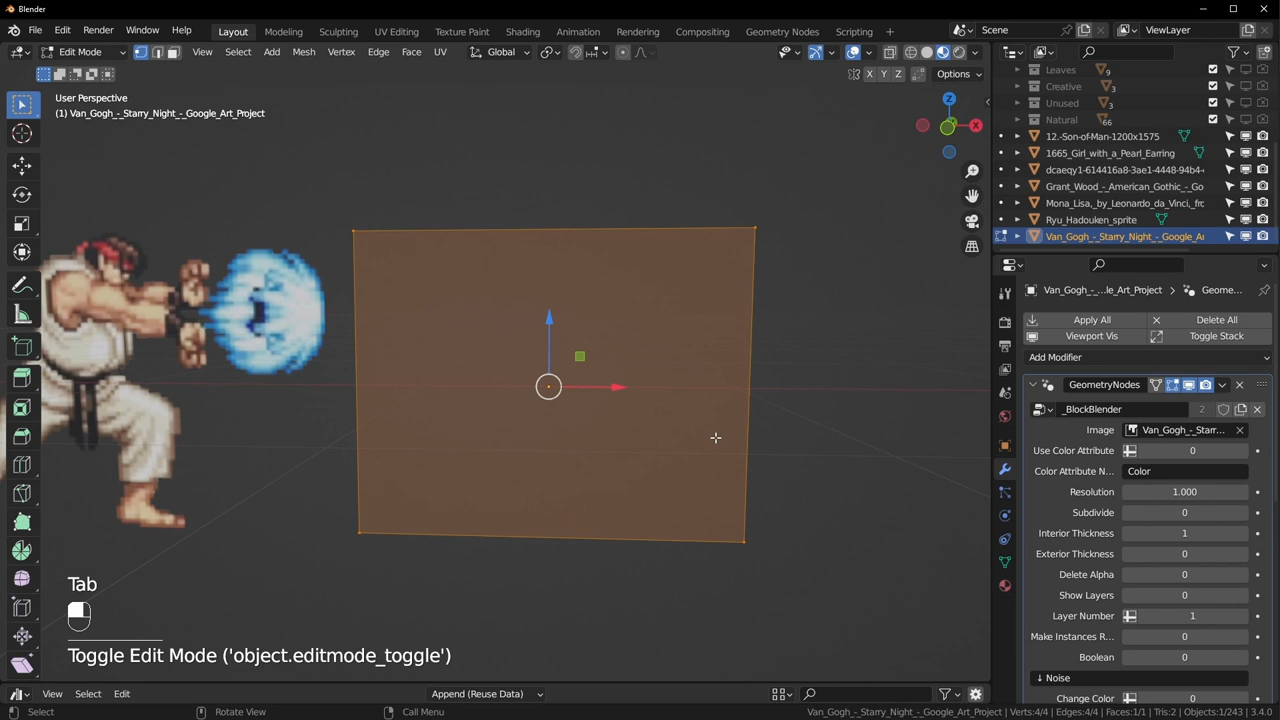 Blender
File Edit Render Window Help Layout Modeling Sculpting UV Editing Texture Paint Shading Animation Rendering Compositing Geometry Nodes Scripting + Scene ViewLayer
Edit Mode View Select Add Mesh Vertex Edge Face UV Global
X Y Z Options
User Perspective
(1) Van_Gogh_-_Starry_Night_-_Google_Art_Project
Z
X
Leaves 9
Creative 3
Unused 3
Natural 66
12.-Son-of-Man-1200x1575
1665_Girl_with_a_Pearl_Earring
dcaeqy1-614416a8-3ae1-4448-94b4-
Grant_Wood_-_American_Gothic_-_Go
Mona_Lisa,_by_Leonardo_da_Vinci,_frc
Ryu_Hadouken_sprite
Van_Gogh_-_Starry_Night_-_Google_Ar
Van_Gogh_-_...le_Art_Project > Geome...
Apply All Delete All
Viewport Vis Toggle Stack
Add Modifier
GeometryNodes
_BlockBlender 2
Image Van_Gogh_-_Starr...
Use Color Attribute 0
Color Attribute N... Color
Resolution 1.000
Subdivide 0
Interior Thickness 1
Exterior Thickness 0
Delete Alpha 0
Show Layers 0
Layer Number 1
Make Instances R... 0
Boolean 0
↓ Noise
Change Color 0
Tab
Toggle Edit Mode ('object.editmode_toggle')
View Select Edit Append (Reuse Data)
Select Rotate View Call Menu Van_Gogh_-_Starry_Night_-_Google_Art_Project | Verts:4/4 | Edges:4/4 | Faces:1/1 | Tris:2 | Objects:1/243 | 3.4.0